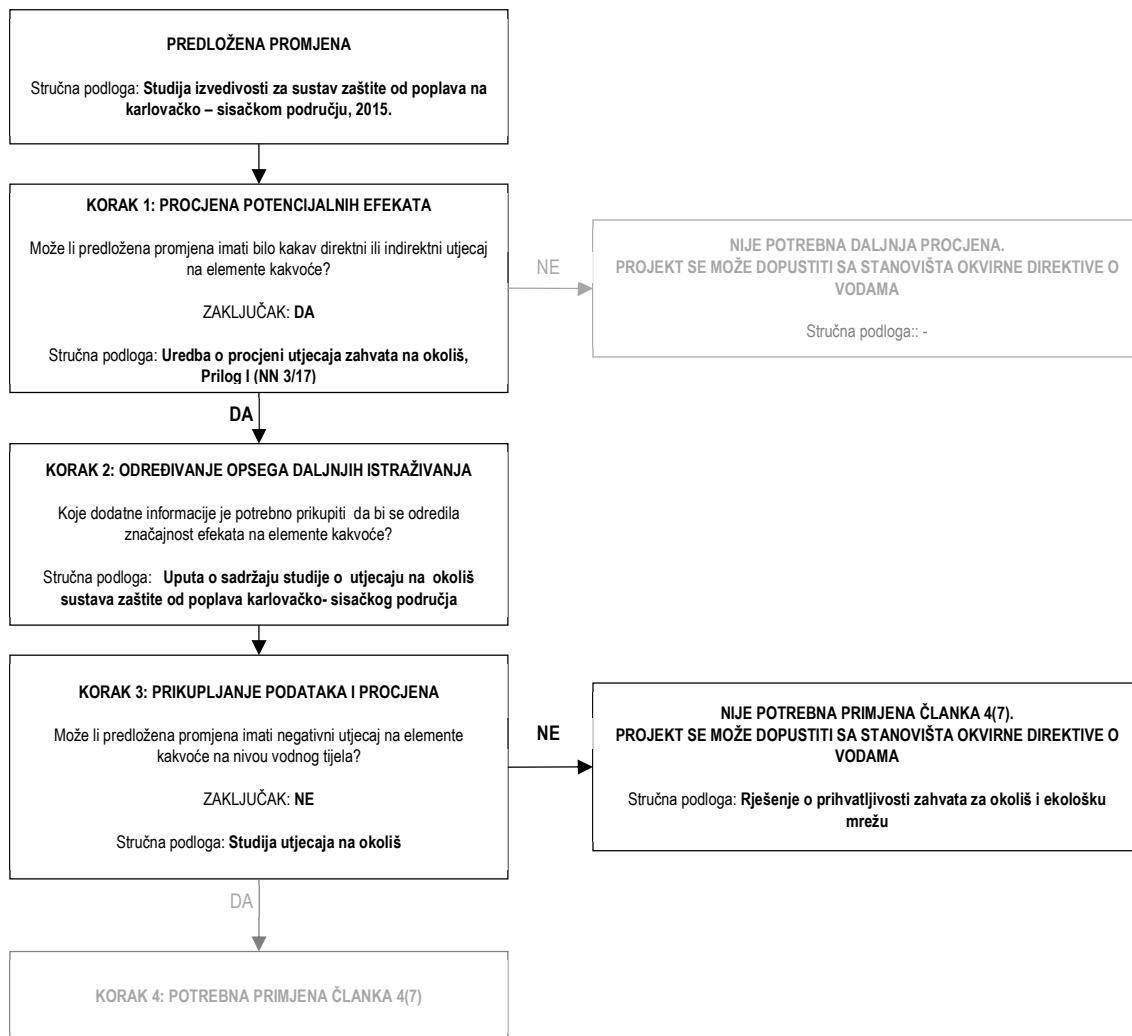 PREDLOŽENA PROMJENA
Stručna podloga: Studija izvedivosti za sustav zaštite od poplava na
karlovačko – sisačkom području, 2015.
KORAK 1: PROCJENA POTENCIJALNIH EFEKATA
Može li predložena promjena imati bilo kakav direktni ili indirektni utjecaj
na elemente kakvoće?
ZAKLJUČAK: DA
Stručna podloga: Uredba o procjeni utjecaja zahvata na okoliš,
Prilog I (NN 3/17)
NE
NIJE POTREBNA DALJNJA PROCJENA.
PROJEKT SE MOŽE DOPUSTITI SA STANOVIŠTA OKVIRNE DIREKTIVE O
VODAMA
Stručna podloga:: -
DA
KORAK 2: ODREĐIVANJE OPSEGA DALJNJIH ISTRAŽIVANJA
Koje dodatne informacije je potrebno prikupiti da bi se odredila
značajnost efekata na elemente kakvoće?
Stručna podloga: Uputa o sadržaju studije o utjecaju na okoliš
sustava zaštite od poplava karlovačko- sisačkog područja
KORAK 3: PRIKUPLJANJE PODATAKA I PROCJENA
Može li predložena promjena imati negativni utjecaj na elemente
kakvoće na nivou vodnog tijela?
ZAKLJUČAK: NE
Stručna podloga: Studija utjecaja na okoliš
NE
NIJE POTREBNA PRIMJENA ČLANKA 4(7).
PROJEKT SE MOŽE DOPUSTITI SA STANOVIŠTA OKVIRNE DIREKTIVE O
VODAMA
Stručna podloga: Rješenje o prihvatljivosti zahvata za okoliš i ekološku
mrežu
DA
KORAK 4: POTREBNA PRIMJENA ČLANKA 4(7)